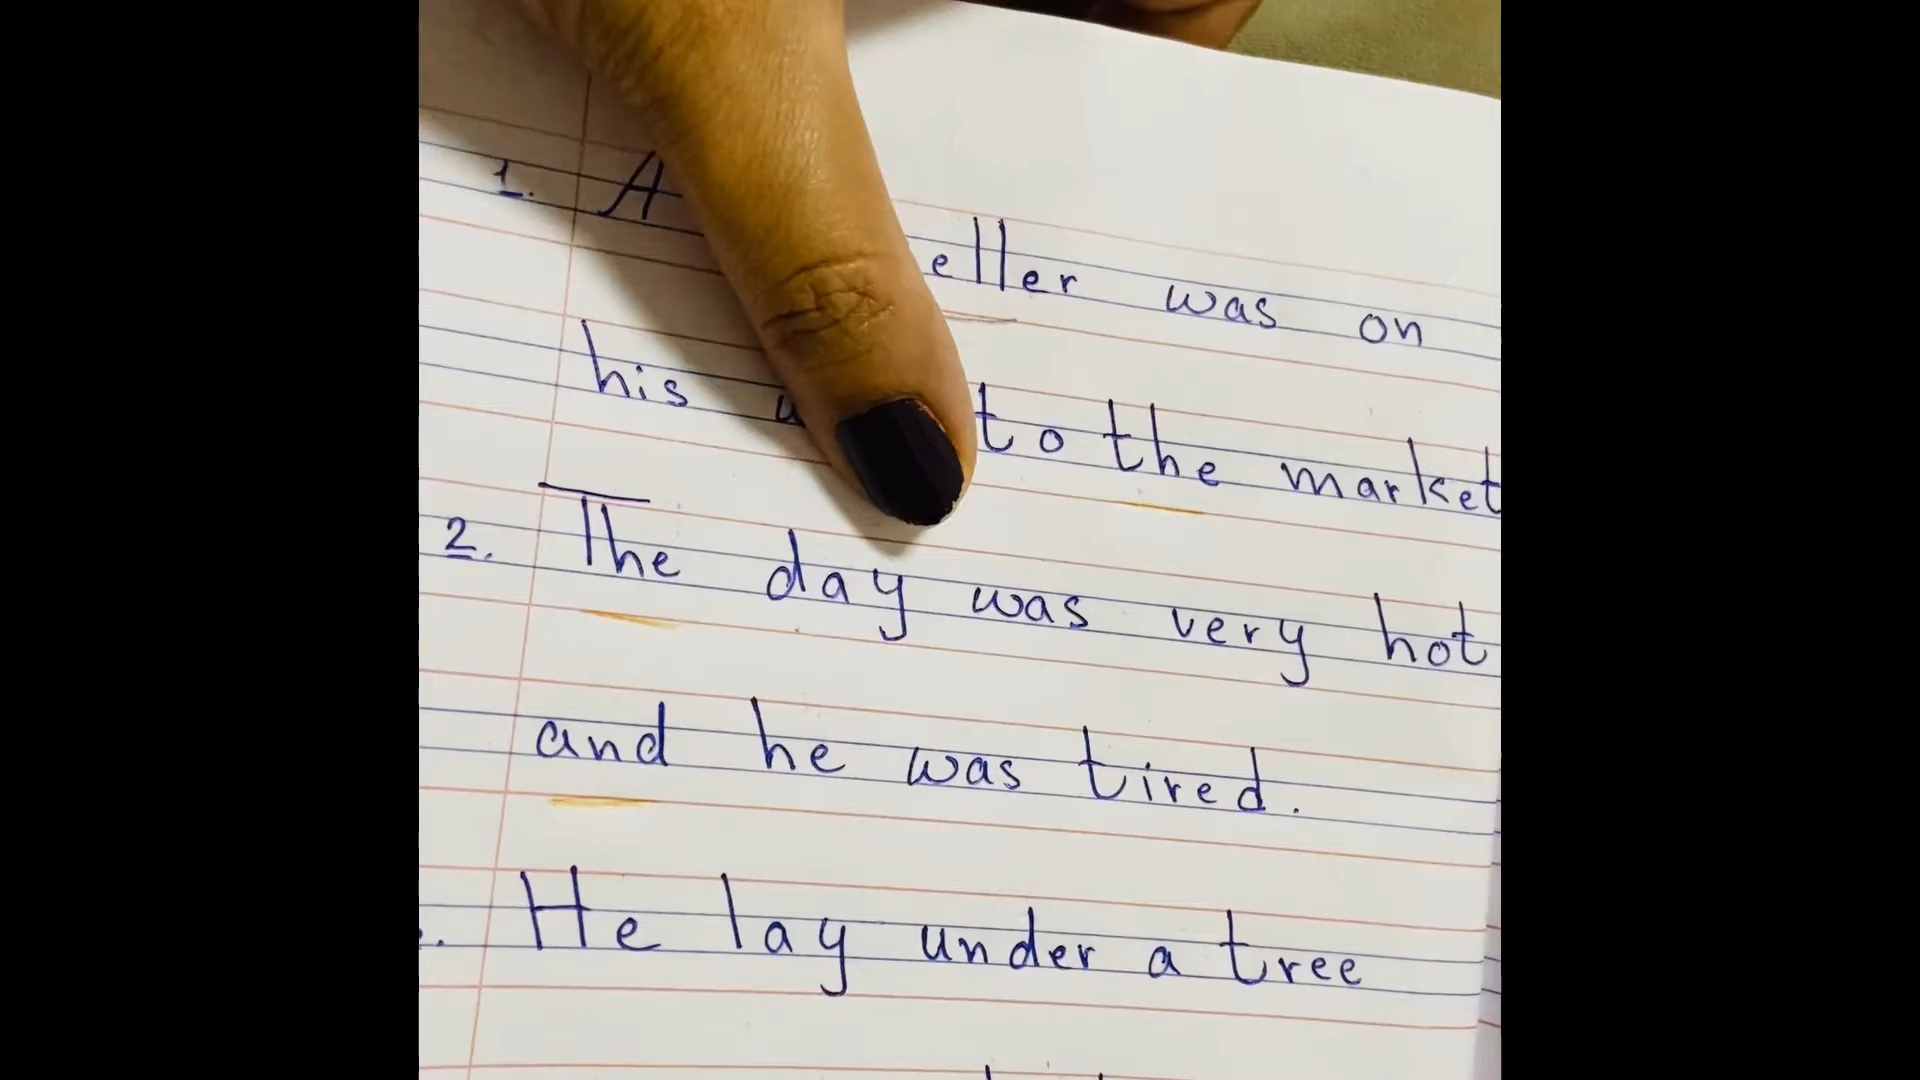 1. A eller was on
his to the market
2. The day was very hot
and he was tired.
. He lay under a tree